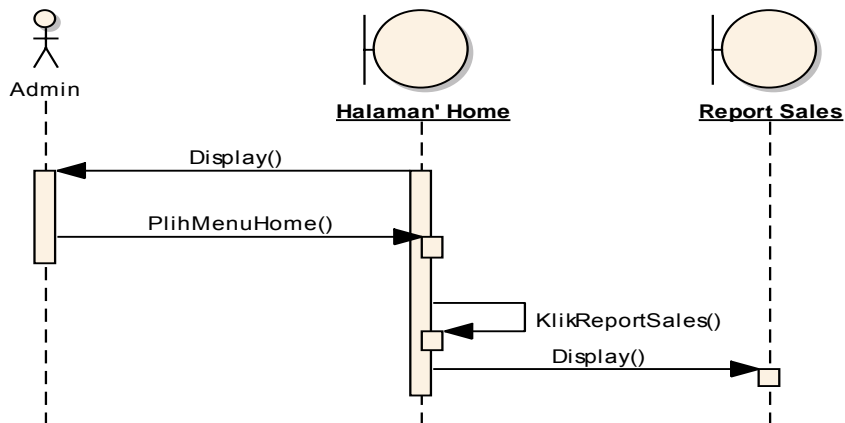 Admin
Halaman' Home
Report Sales
Display()
PlihMenuHome()
KlikReportSales()
Display()